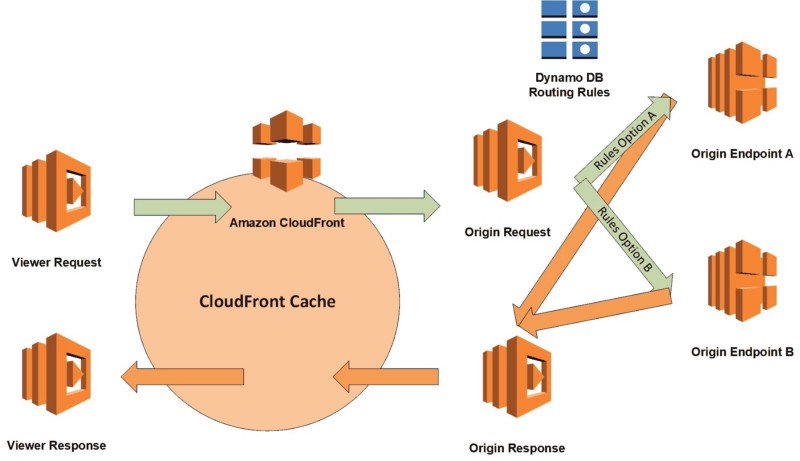 Dynamo DB
Routing Rules
Rules Option A
Origin Endpoint A
Amazon CloudFront
Rules Option B
Viewer Request
Origin Request
CloudFront Cache
Origin Endpoint B
Viewer Response
Origin Response